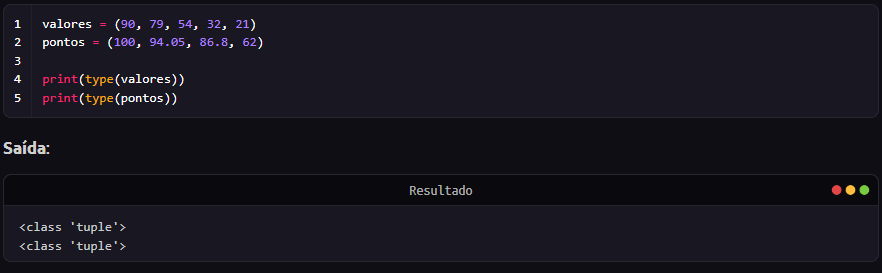 1 valores = (90, 79, 54, 32, 21)
2 pontos = (100, 94.05, 86.8, 62)
3
4 print(type(valores))
5 print(type(pontos))
Saída:
Resultado
<class 'tuple'>
<class 'tuple'>